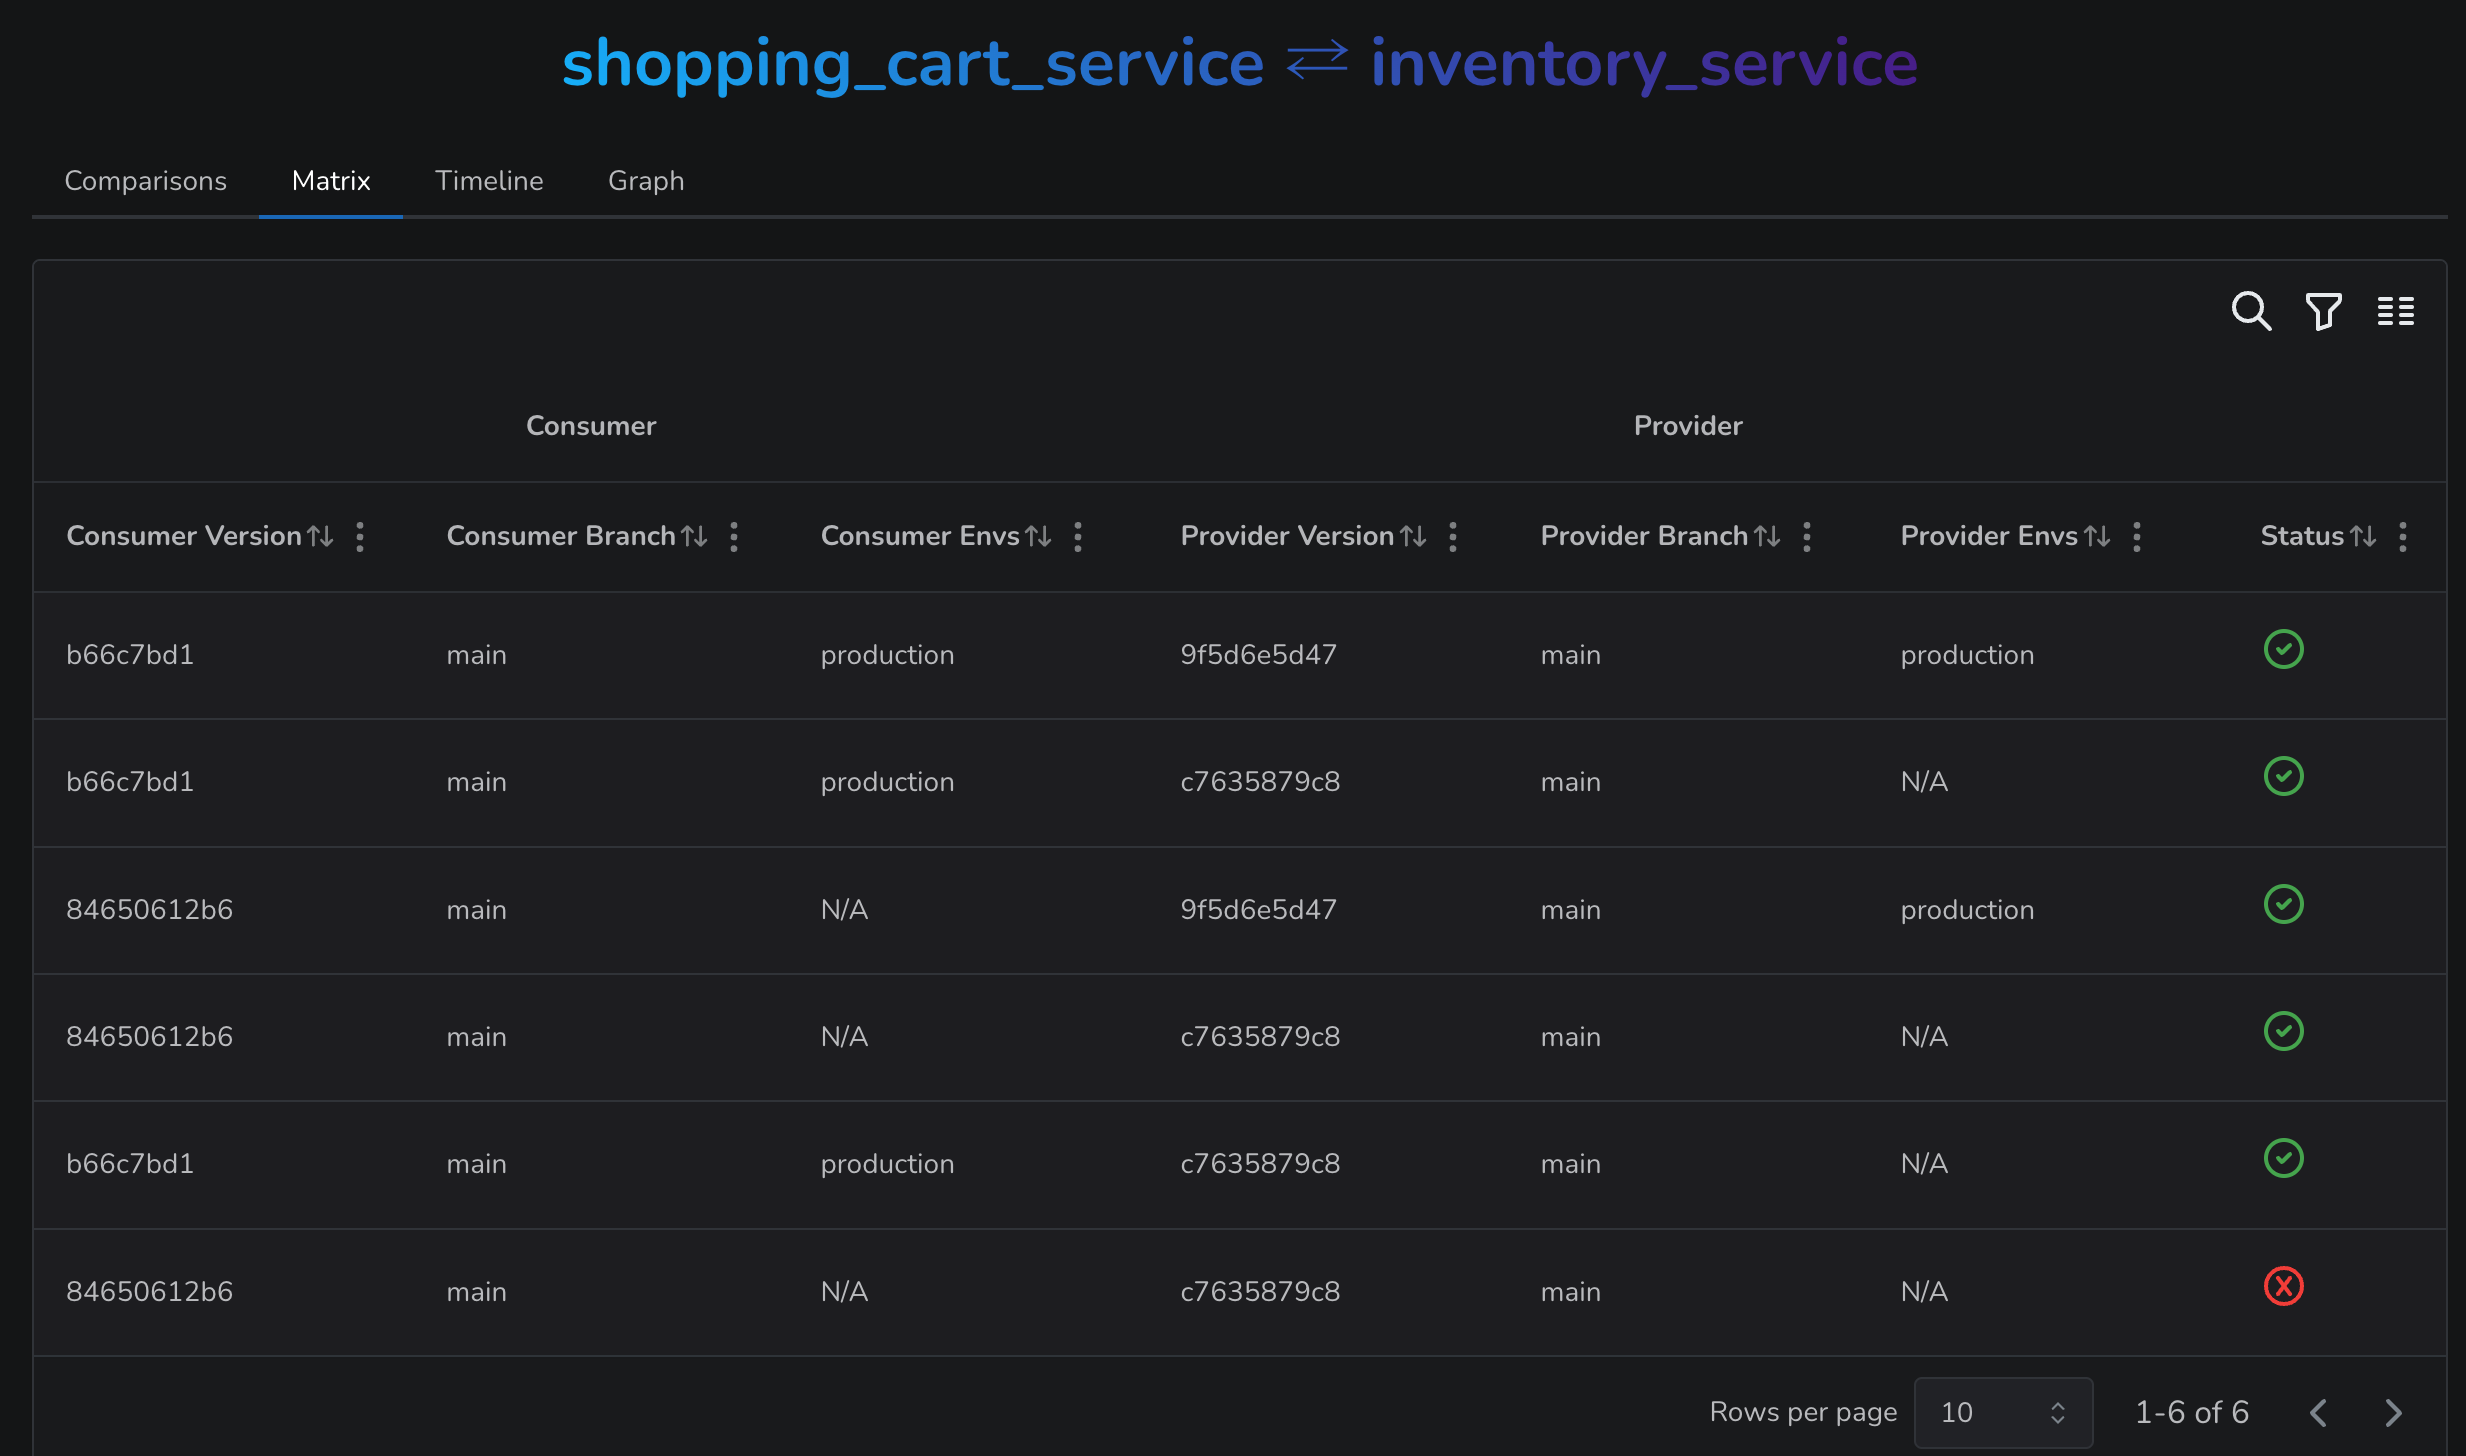 shopping_cart_service ⇄ inventory_service
Comparisons Matrix Timeline Graph
Consumer Provider
Consumer Version Consumer Branch Consumer Envs Provider Version Provider Branch Provider Envs Status
b66c7bd1 main production 9f5d6e5d47 main production
b66c7bd1 main production c7635879c8 main N/A
84650612b6 main N/A 9f5d6e5d47 main production
84650612b6 main N/A c7635879c8 main N/A
b66c7bd1 main production c7635879c8 main N/A
84650612b6 main N/A c7635879c8 main N/A
Rows per page 10 1-6 of 6